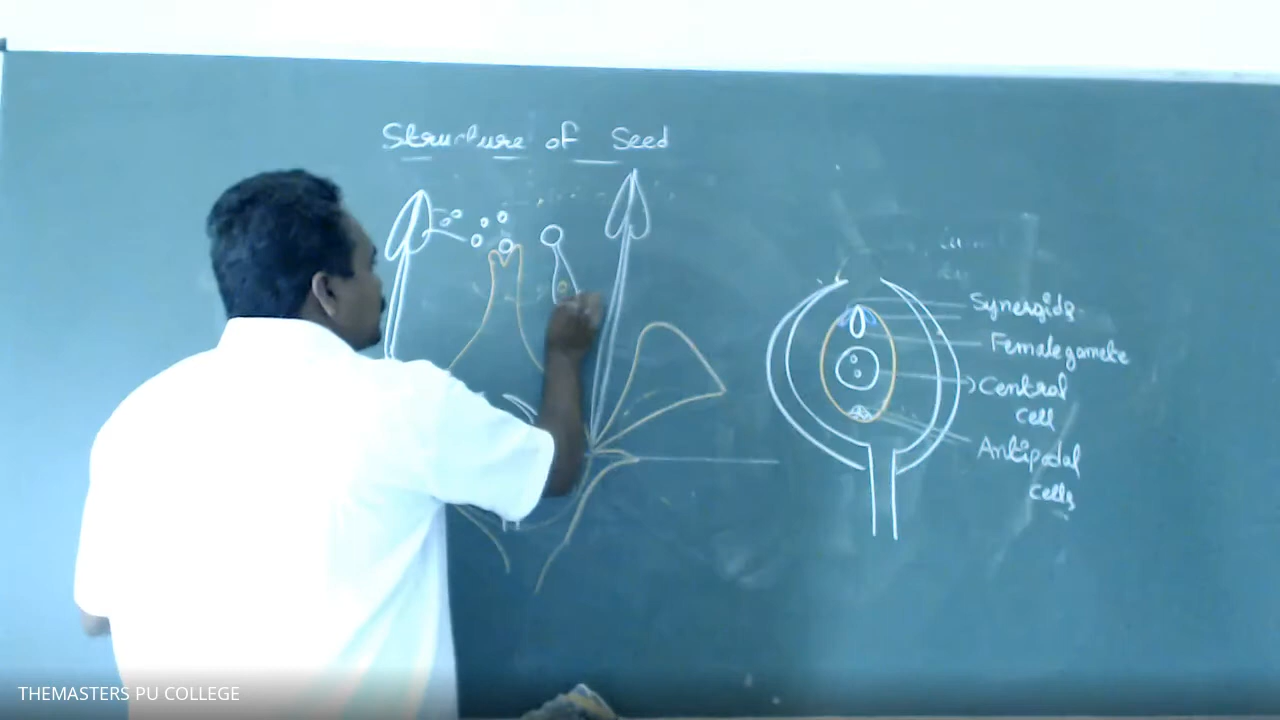 Structure of Seed
Synergids
Female gamete
Central
Cell
Antipodal
cells
THEMASTERS PU COLLEGE